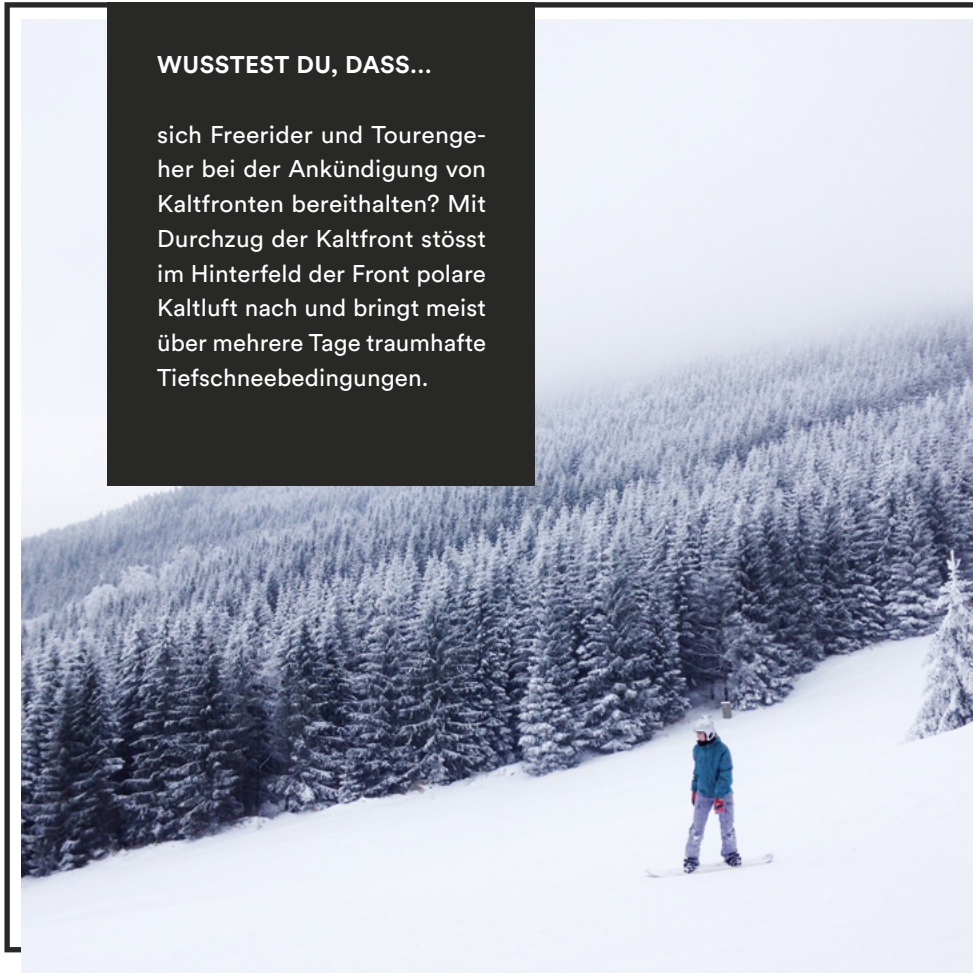 WUSSTEST DU, DASS...
sich Freerider und Tourenge-
her bei der Ankündigung von
Kaltfronten bereithalten? Mit
Durchzug der Kaltfront stösst
im Hinterfeld der Front polare
Kaltluft nach und bringt meist
über mehrere Tage traumhafte
Tiefschneebedingungen.